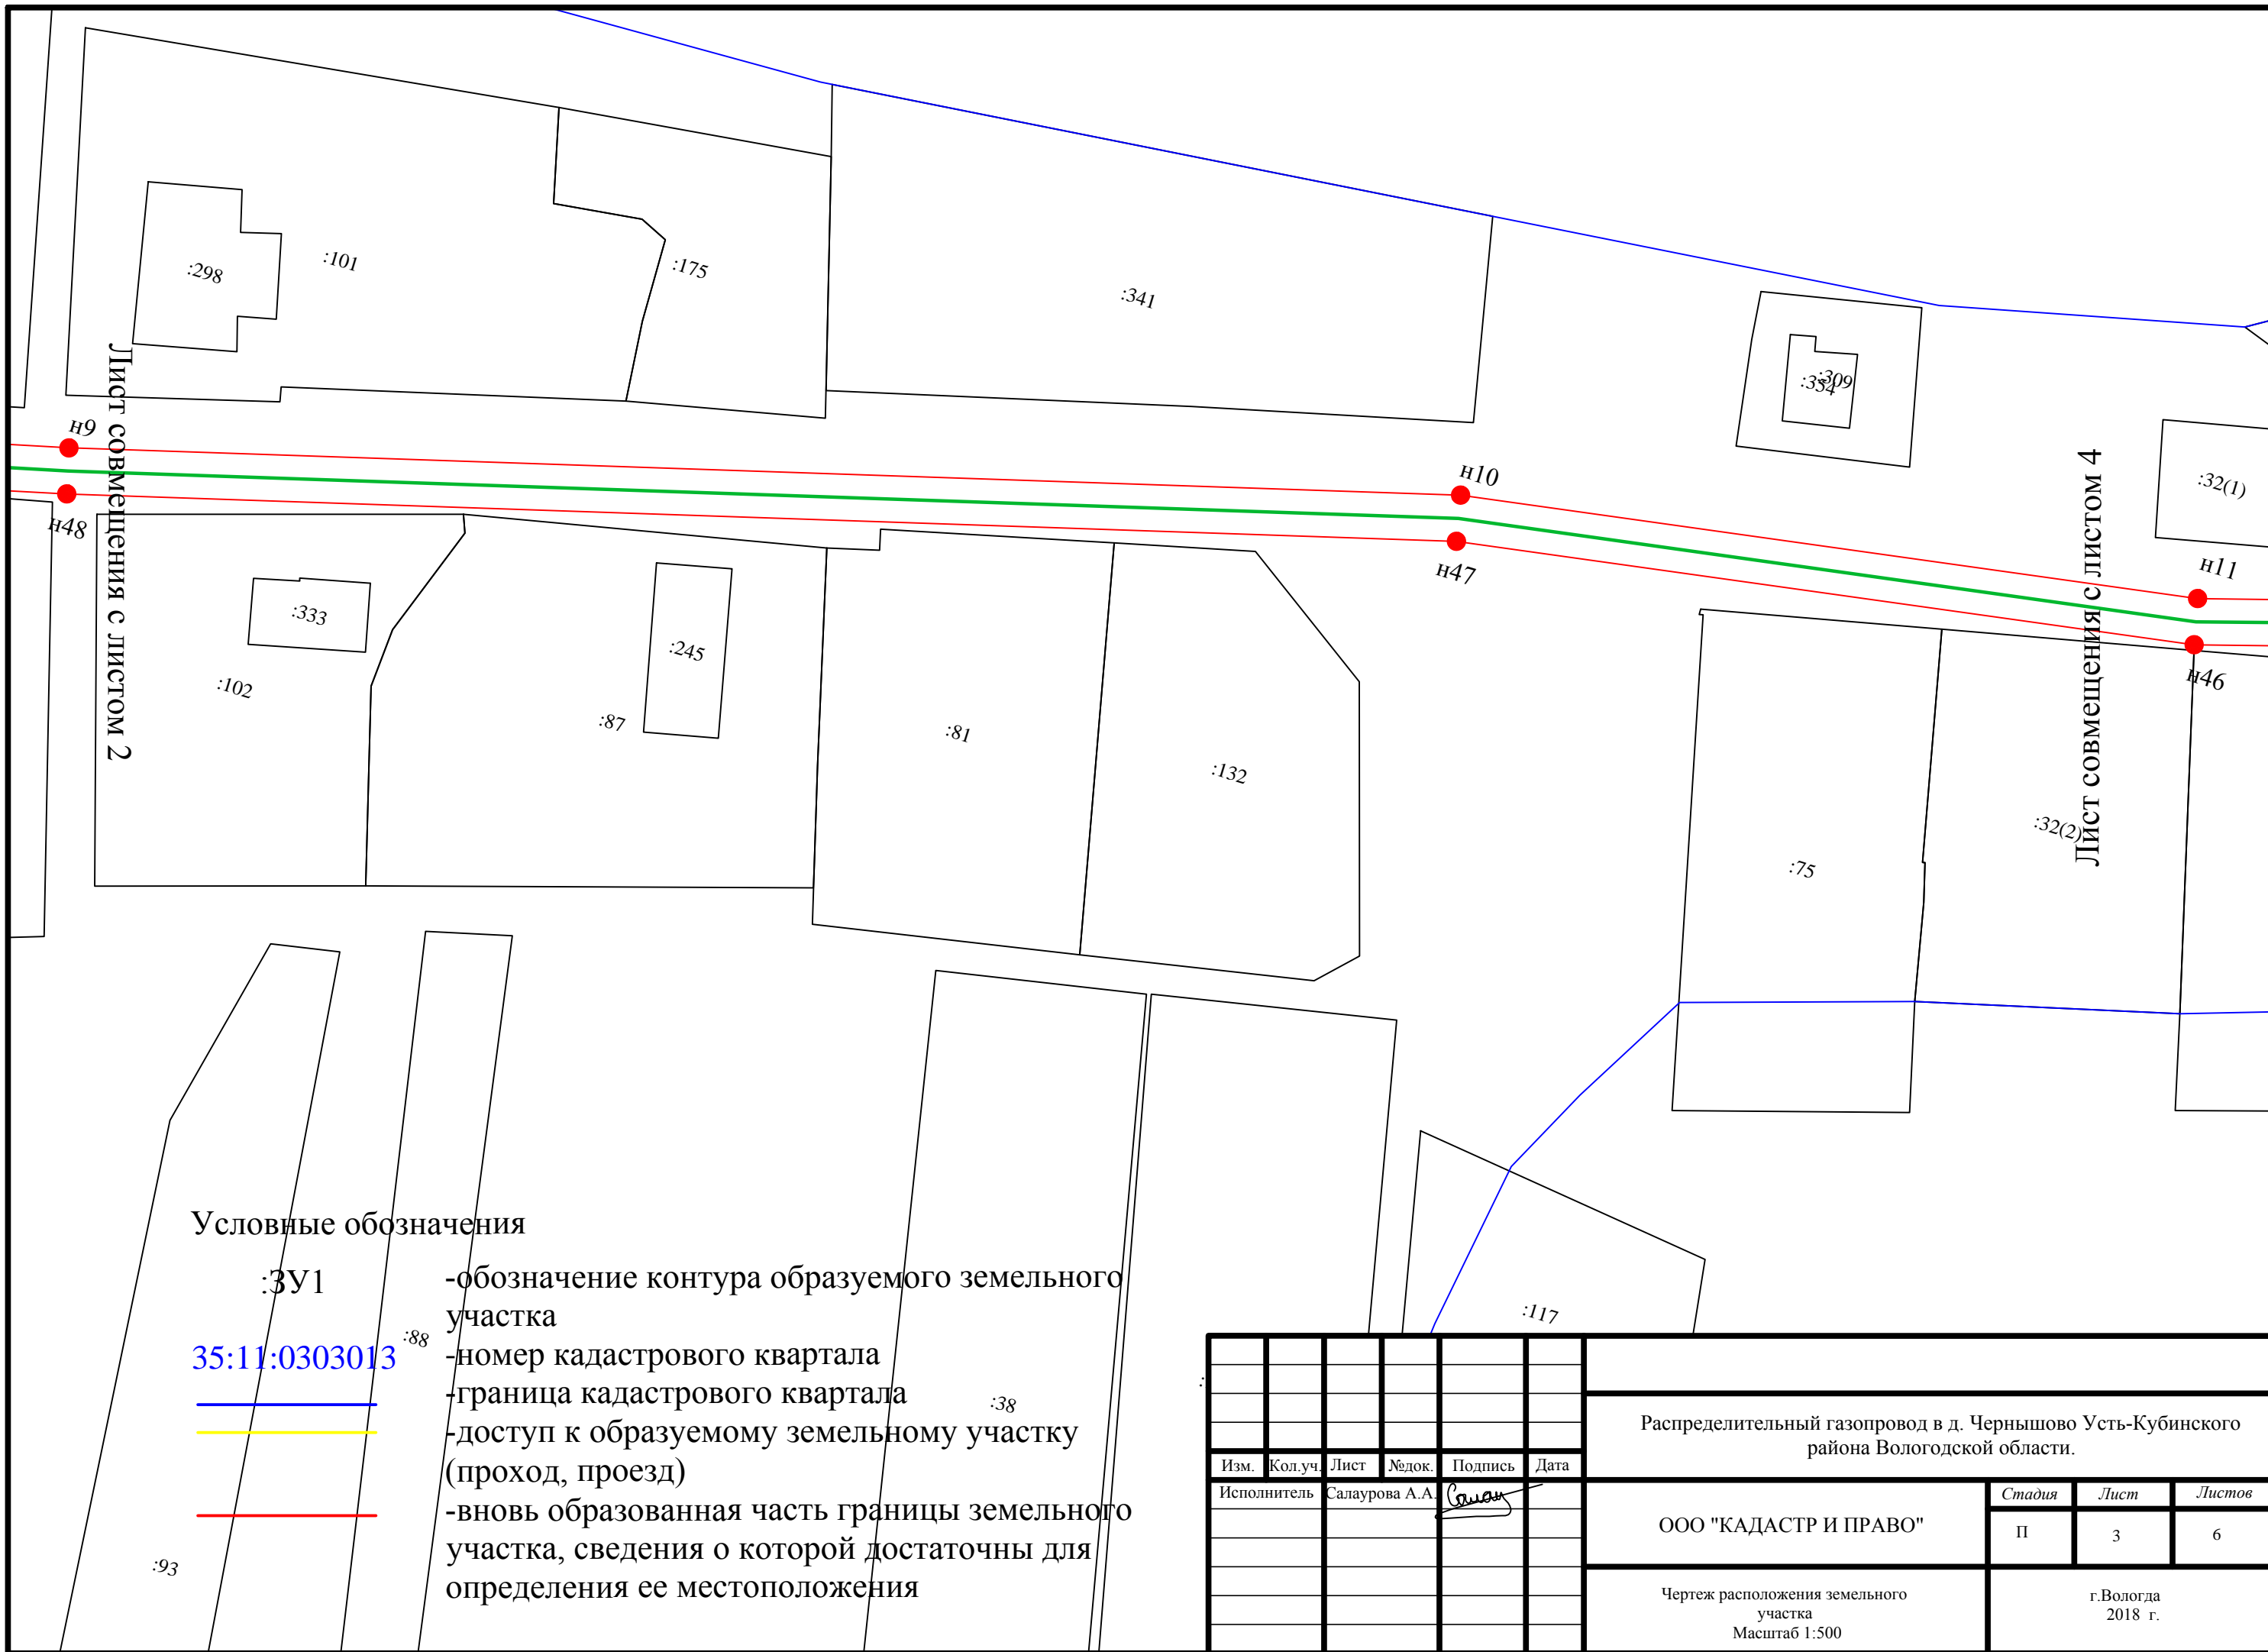 :298
:101
:175
:341
:354
:309
:32(1)
н9
н10
н11
н48
н47
н46
Лист совмещения с листом 2
Лист совмещения с листом 4
:333
:102
:245
:87
:81
:132
:75
:32(2)
:117
:88
:38
:93
Условные обозначения
:ЗУ1
-обозначение контура образуемого земельного
участка
35:11:0303013
-номер кадастрового квартала
-граница кадастрового квартала
-доступ к образуемому земельному участку
(проход, проезд)
-вновь образованная часть границы земельного
участка, сведения о которой достаточны для
определения ее местоположения
Изм. Кол.уч. Лист №док. Подпись Дата
Исполнитель Салаурова А.А.
Распределительный газопровод в д. Чернышово Усть-Кубинского
района Вологодской области.
ООО "КАДАСТР И ПРАВО"
Стадия Лист Листов
П 3 6
Чертеж расположения земельного
участка
Масштаб 1:500
г.Вологда
2018 г.